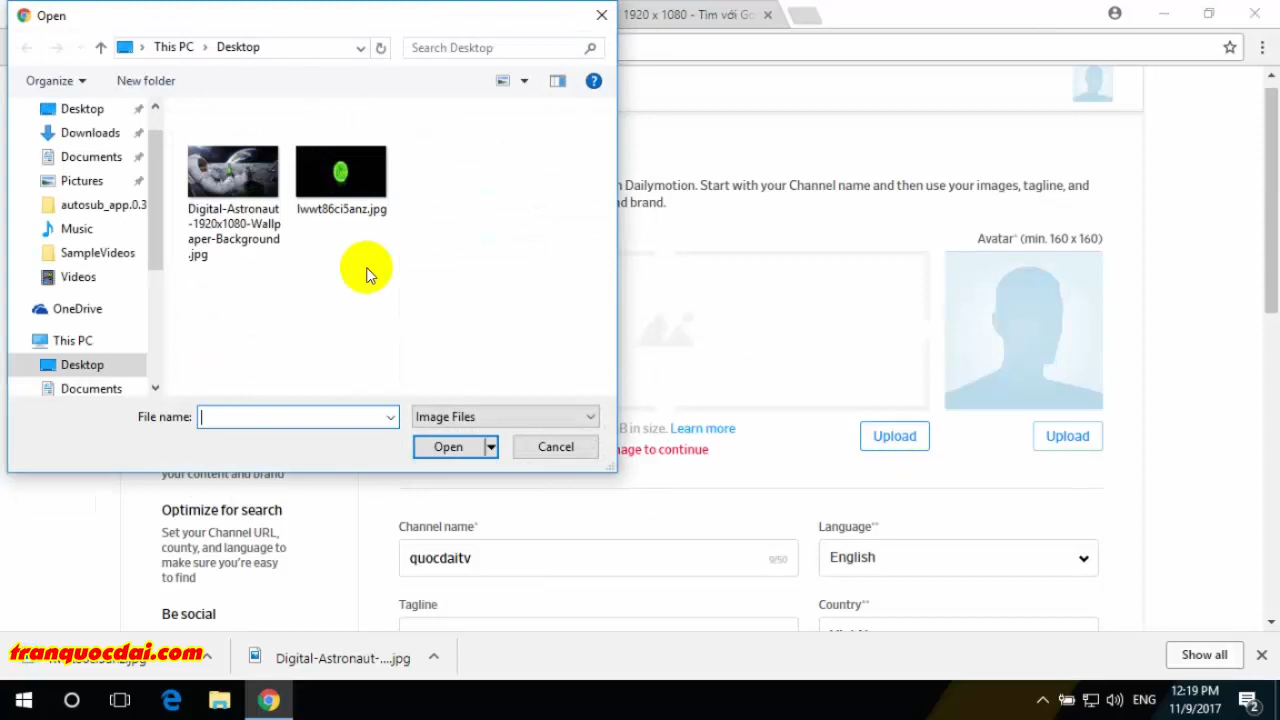 Open
1920 x 1080 - Tìm với Go
This PC
Desktop
Search Desktop
Organize
New folder
Desktop
Downloads
Documents
Pictures
autosub_app.0.3
Music
SampleVideos
Videos
OneDrive
This PC
Desktop
Documents
Digital-Astronaut
-1920x1080-Wallp
aper-Background
.jpg
lwwt86ci5anz.jpg
File name:
Image Files
Open
Cancel
n Dailymotion. Start with your Channel name and then use your images, tagline, and
nd brand.
Avatar* (min. 160 x 160)
B in size. Learn more
Upload
Upload
mage to continue
your content and brand
Optimize for search
Set your Channel URL,
county, and language to
make sure you're easy
to find
Be social
Channel name*
quocdaitv
9/50
Language**
English
Tagline
Country**
tranquocdai.com
Digital-Astronaut-....jpg
Show all
ENG
12:19 PM
11/9/2017
2